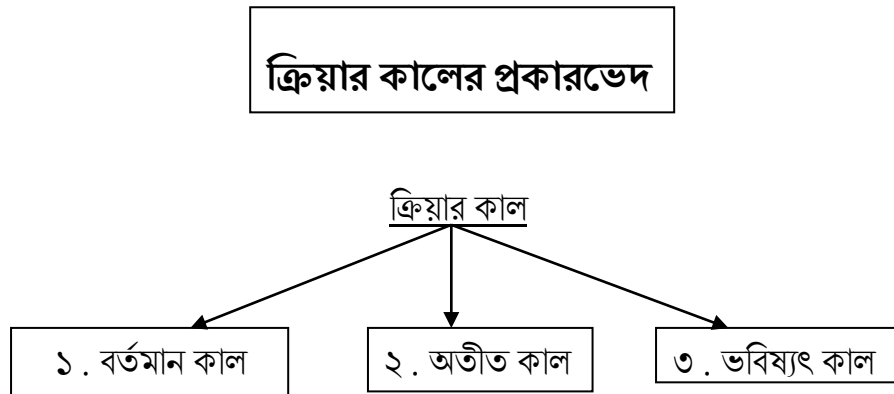 ক্রিয়ার কালের প্রকারভেদ
ক্রিয়ার কাল
১ . বর্তমান কাল
২ . অতীত কাল
৩ . ভবিষ্যৎ কাল